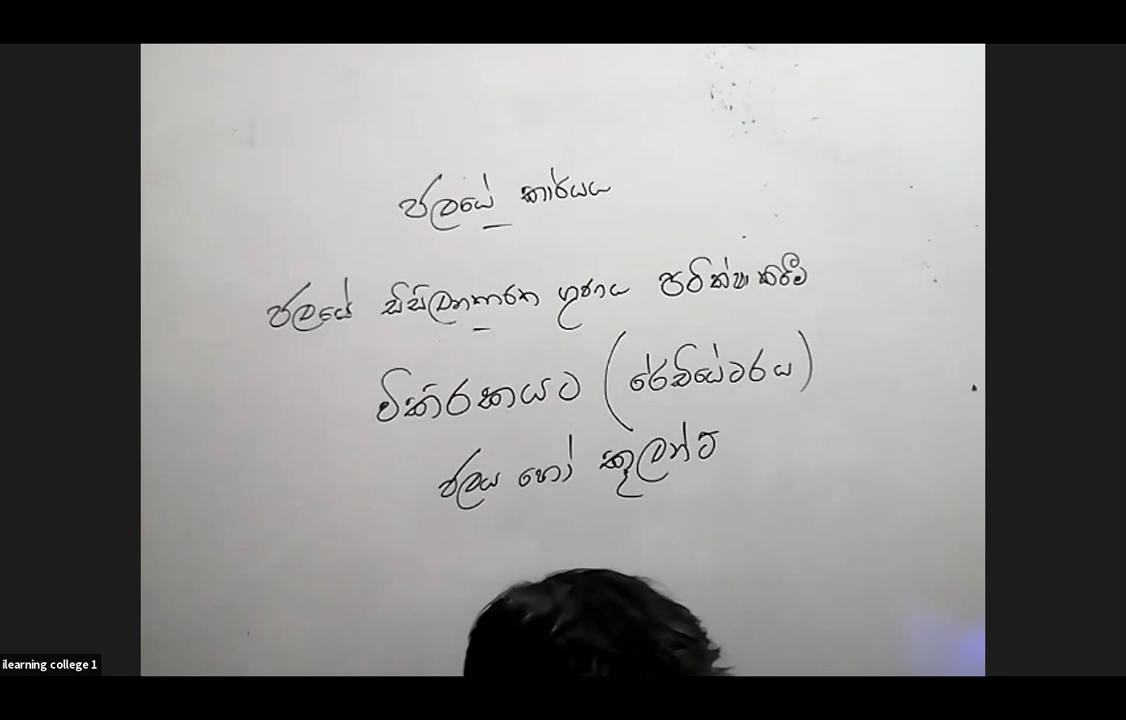 ජලයේ කාර්යය
ජලයේ සිසිලනකාරක ගුණය පරික්ෂා කිරීම
විකිරකයට (රේඩියේටරය)
ජලය හෝ කූලන්ට්
ilearning college 1